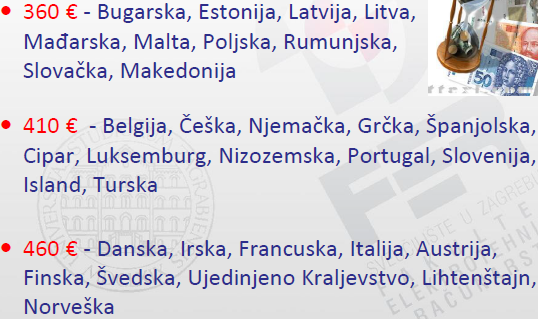 • 360 € - Bugarska, Estonija, Latvija, Litva,
Mađarska, Malta, Poljska, Rumunjska,
Slovačka, Makedonija
50
• 410 € - Belgija, Češka, Njemačka, Grčka, Španjolska,
Cipar, Luksemburg, Nizozemska, Portugal, Slovenija,
Island, Turska
• 460 € - Danska, Irska, Francuska, Italija, Austrija,
Finska, Švedska, Ujedinjeno Kraljevstvo, Lihtenštajn,
Norveška